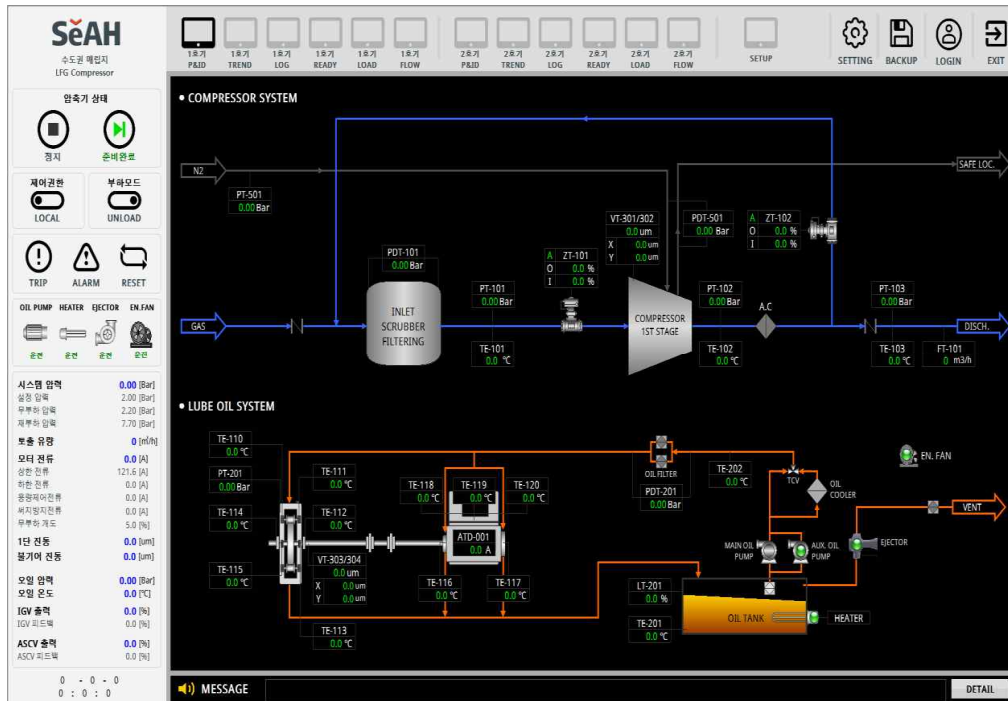 SeAH
수도권 매립지
LFG Compressor
1호기 P&ID
1호기 TREND
1호기 LOG
1호기 READY
1호기 LOAD
1호기 FLOW
2호기 P&ID
2호기 TREND
2호기 LOG
2호기 READY
2호기 LOAD
2호기 FLOW
SETUP
SETTING
BACKUP
LOGIN
EXIT
압축기 상태
정지
준비완료
제어권한
부하모드
LOCAL
UNLOAD
TRIP
ALARM
RESET
OIL PUMP
HEATER
EJECTOR
EN.FAN
운전
운전
운전
운전
시스템 압력 0.00 [Bar]
설정 압력 2.00 [Bar]
무부하 압력 2.20 [Bar]
재부하 압력 7.70 [Bar]
토출 유량 0 [㎥/h]
모터 전류 0.0 [A]
상한 전류 121.6 [A]
하한 전류 0.0 [A]
용량제어전류 0.0 [A]
써지방지전류 0.0 [A]
무부하 개도 5.0 [%]
1단 진동 0.0 [um]
불기어 진동 0.0 [um]
오일 압력 0.00 [Bar]
오일 온도 0.0 [℃]
IGV 출력 0.0 [%]
IGV 피드백 0.0 [%]
ASCV 출력 0.0 [%]
ASCV 피드백 0.0 [%]
0 - 0 - 0
0 : 0 : 0
• COMPRESSOR SYSTEM
N2
SAFE LOC.
PT-501
0.00 Bar
VT-301/302
0.0 um
X 0.0 um
Y 0.0 um
PDT-501
0.00 Bar
A ZT-102
O 0.0 %
I 0.0 %
PDT-101
0.00 Bar
A ZT-101
O 0.0 %
I 0.0 %
PT-101
0.00 Bar
PT-102
0.00 Bar
PT-103
0.00 Bar
GAS
INLET
SCRUBBER
FILTERING
COMPRESSOR
1ST STAGE
A.C
DISCH.
TE-101
0.0 ℃
TE-102
0.0 ℃
TE-103
0.0 ℃
FT-101
0 m3/h
• LUBE OIL SYSTEM
TE-110
0.0 ℃
PT-201
0.00 Bar
TE-111
0.0 ℃
TE-118
0.0 ℃
TE-119
0.0 ℃
TE-120
0.0 ℃
OIL FILTER
PDT-201
0.00 Bar
TE-202
0.0 ℃
TCV
OIL
COOLER
EN. FAN
TE-114
0.0 ℃
TE-112
0.0 ℃
VENT
ATD-001
0.0 A
MAIN OIL
PUMP
AUX. OIL
PUMP
EJECTOR
TE-115
0.0 ℃
VT-303/304
0.0 um
X 0.0 um
Y 0.0 um
TE-116
0.0 ℃
TE-117
0.0 ℃
LT-201
0.0 %
TE-201
0.0 ℃
OIL TANK
HEATER
TE-113
0.0 ℃
MESSAGE
DETAIL